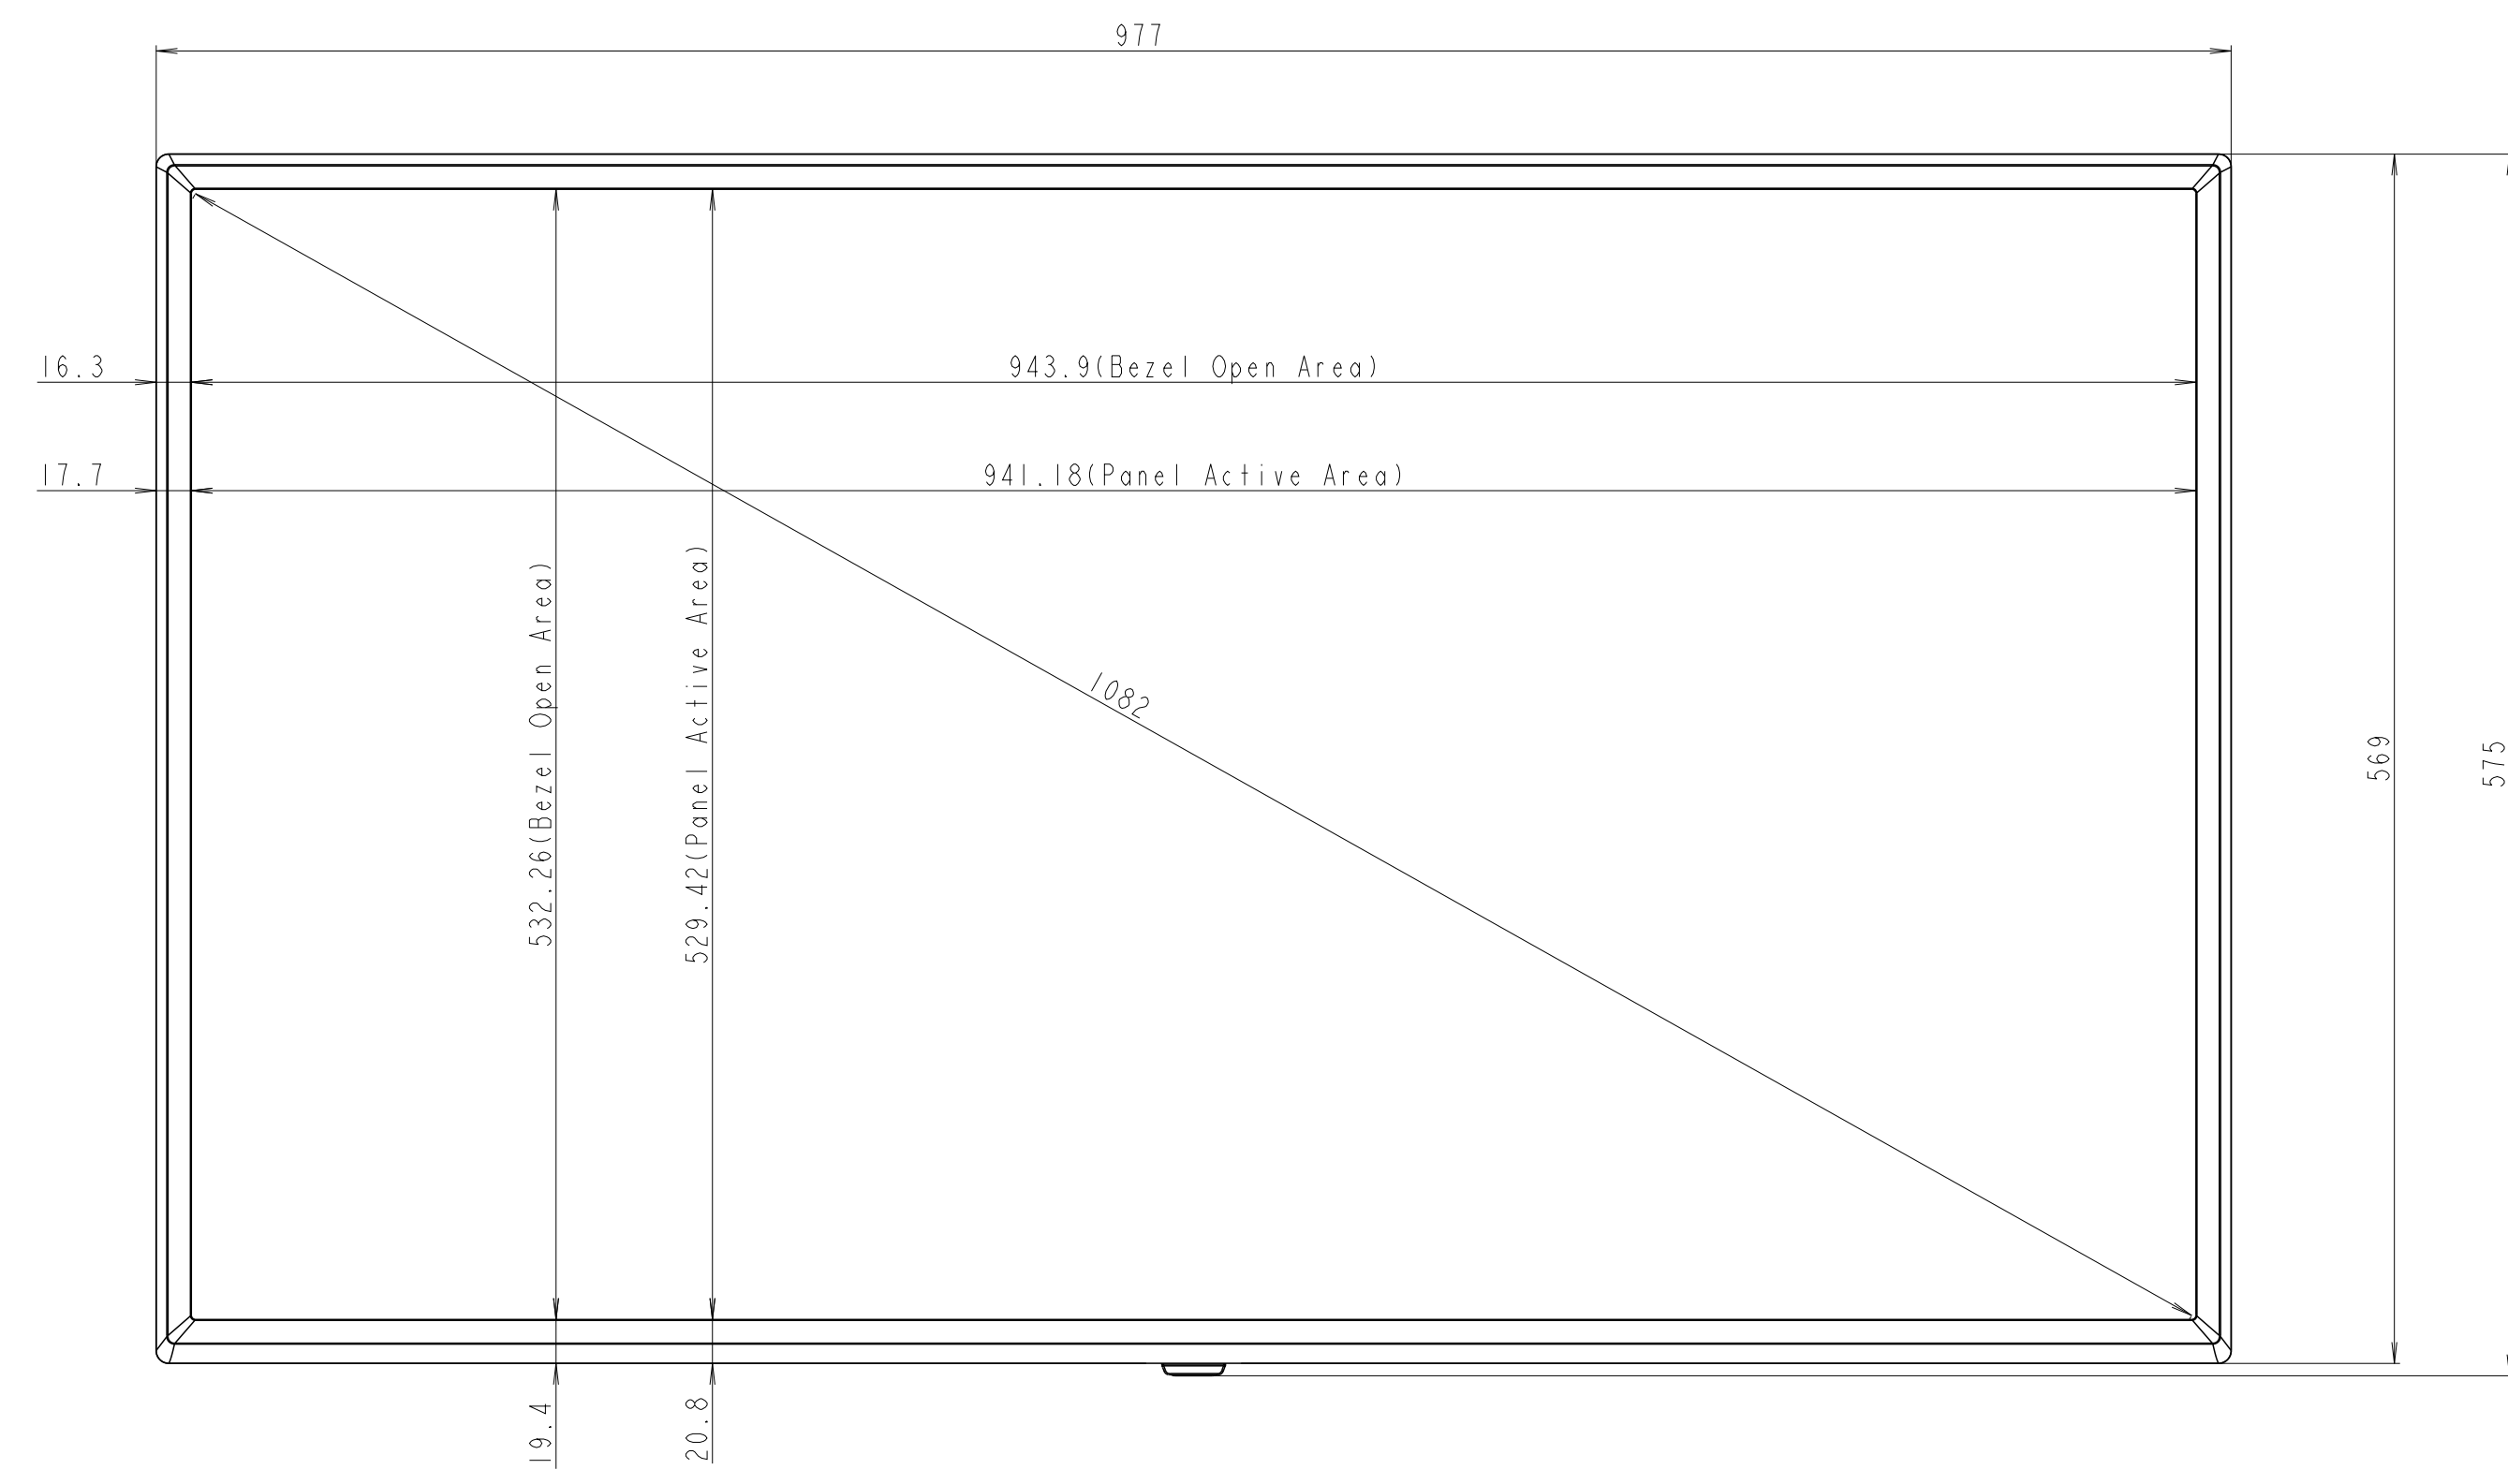 977
16.3
943.9(Bezel Open Area)
17.7
941.18(Panel Active Area)
532.26(Bezel Open Area)
529.42(Panel Active Area)
1082
569
575
19.4
20.8